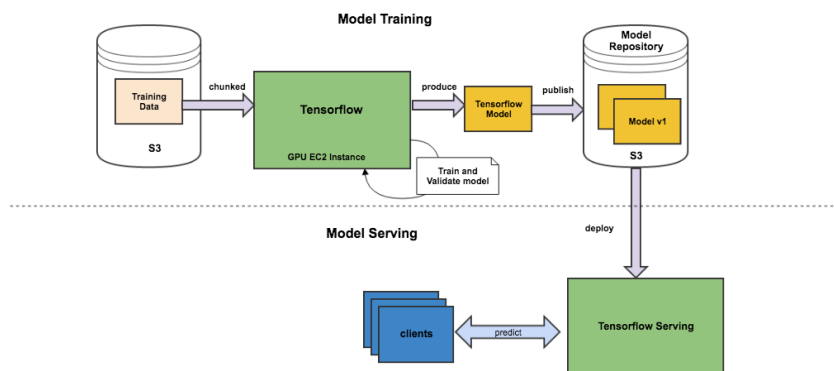 Model Training
Model
Repository
chunked
produce
publish
Training
Data
Tensorflow
Tensorflow
Model
Model v1
S3
GPU EC2 Instance
S3
Train and
Validate model
Model Serving
deploy
clients
predict
Tensorflow Serving